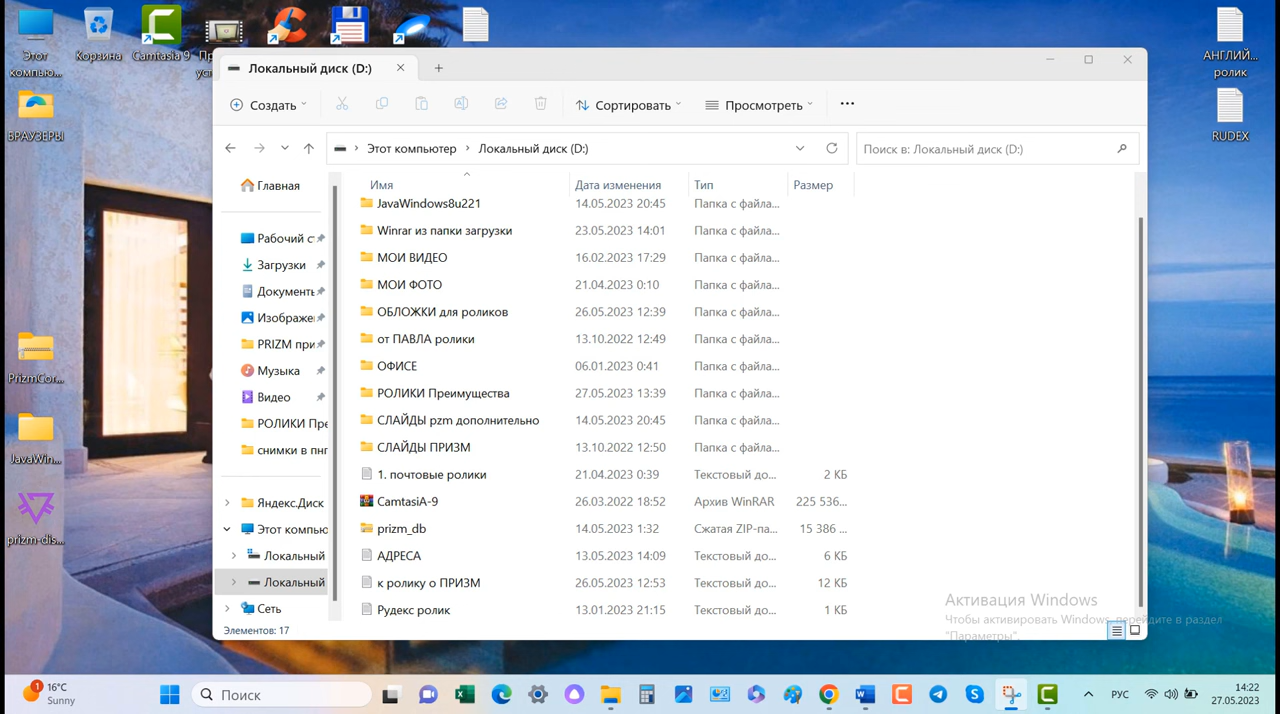 Этот
компью...
Корзина
Camtasia 9
АНГЛИЙ...
ролик
БРАУЗЕРЫ
RUDEX
PrizmCor...
JavaWin...
prizm-dis...
Локальный диск (D:)
Создать
Сортировать
Просмотреть
Этот компьютер > Локальный диск (D:)
Поиск в: Локальный диск (D:)
Главная
Рабочий ст
Загрузки
Документы
Изображе
PRIZM при
Музыка
Видео
РОЛИКИ Пре
снимки в пнг
Яндекс.Диск
Этот компью
Локальный
Локальный
Сеть
Имя Дата изменения Тип Размер
JavaWindows8u221 14.05.2023 20:45 Папка с файла...
Winrar из папки загрузки 23.05.2023 14:01 Папка с файла...
МОИ ВИДЕО 16.02.2023 17:29 Папка с файла...
МОИ ФОТО 21.04.2023 0:10 Папка с файла...
ОБЛОЖКИ для роликов 26.05.2023 12:39 Папка с файла...
от ПАВЛА ролики 13.10.2022 12:49 Папка с файла...
ОФИСЕ 06.01.2023 0:41 Папка с файла...
РОЛИКИ Преимущества 27.05.2023 13:39 Папка с файла...
СЛАЙДЫ pzm дополнительно 14.05.2023 20:45 Папка с файла...
СЛАЙДЫ ПРИЗМ 13.10.2022 12:50 Папка с файла...
1. почтовые ролики 21.04.2023 0:39 Текстовый до... 2 КБ
CamtasiA-9 26.03.2022 18:52 Архив WinRAR 225 536...
prizm_db 14.05.2023 1:32 Сжатая ZIP-па... 15 386 ...
АДРЕСА 13.05.2023 14:09 Текстовый до... 6 КБ
к ролику о ПРИЗМ 26.05.2023 12:53 Текстовый до... 12 КБ
Рудекс ролик 13.01.2023 21:15 Текстовый до... 1 КБ
Элементов: 17
Активация Windows
Чтобы активировать Windows, перейдите в раздел
"Параметры".
1
16°C
Sunny
Поиск
РУС
14:22
27.05.2023